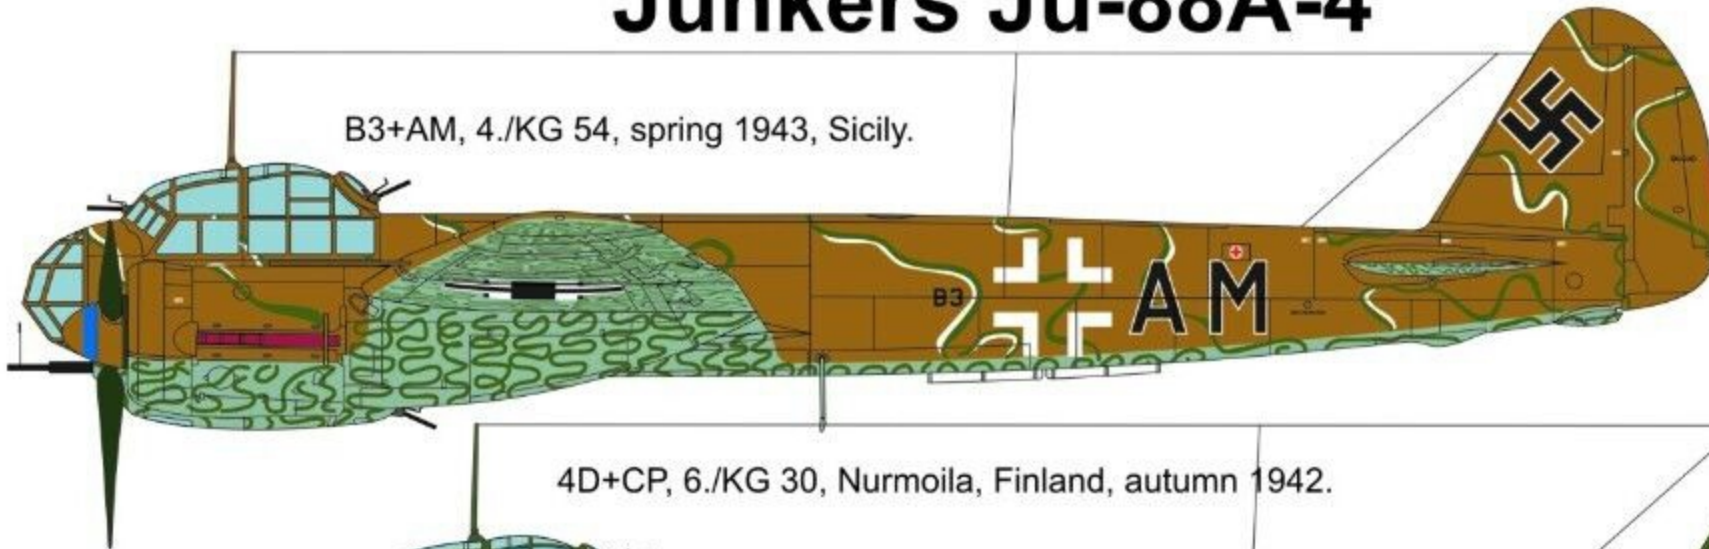 Junkers Ju-88A-4
B3+AM, 4./KG 54, spring 1943, Sicily.
B3 A M
4D+CP, 6./KG 30, Nurmoila, Finland, autumn 1942.